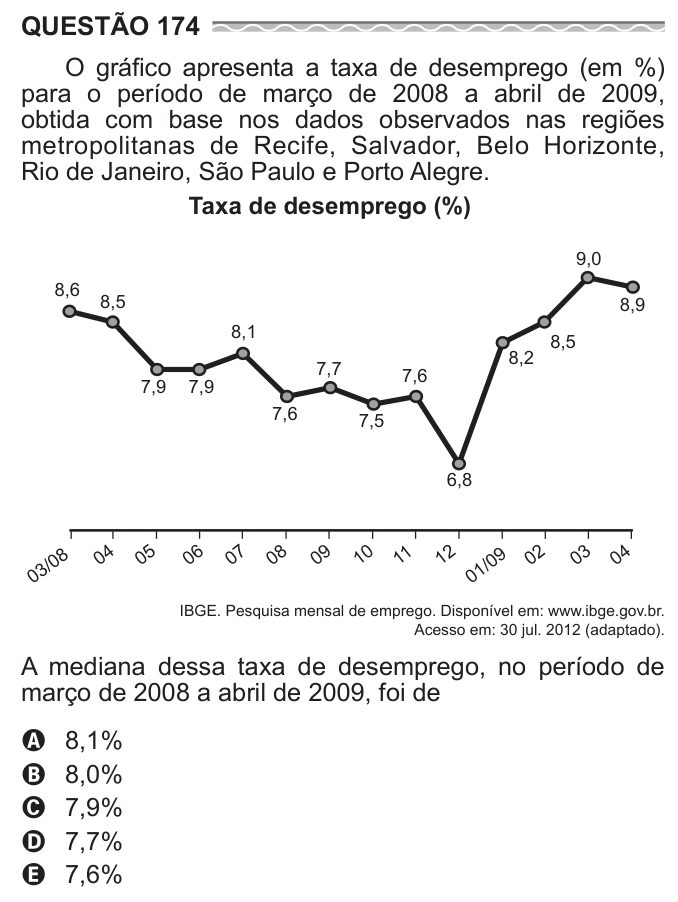 QUESTÃO 174
O gráfico apresenta a taxa de desemprego (em %)
para o período de março de 2008 a abril de 2009,
obtida com base nos dados observados nas regiões
metropolitanas de Recife, Salvador, Belo Horizonte,
Rio de Janeiro, São Paulo e Porto Alegre.
Taxa de desemprego (%)
8,6
8,5
7,9
7,9
8,1
7,6
7,7
7,5
7,6
6,8
8,2
8,5
9,0
8,9
03/08
04
05
06
07
08
09
10
11
12
01/09
02
03
04
IBGE. Pesquisa mensal de emprego. Disponível em: www.ibge.gov.br.
Acesso em: 30 jul. 2012 (adaptado).
A mediana dessa taxa de desemprego, no período de
março de 2008 a abril de 2009, foi de
A 8,1%
B 8,0%
C 7,9%
D 7,7%
E 7,6%